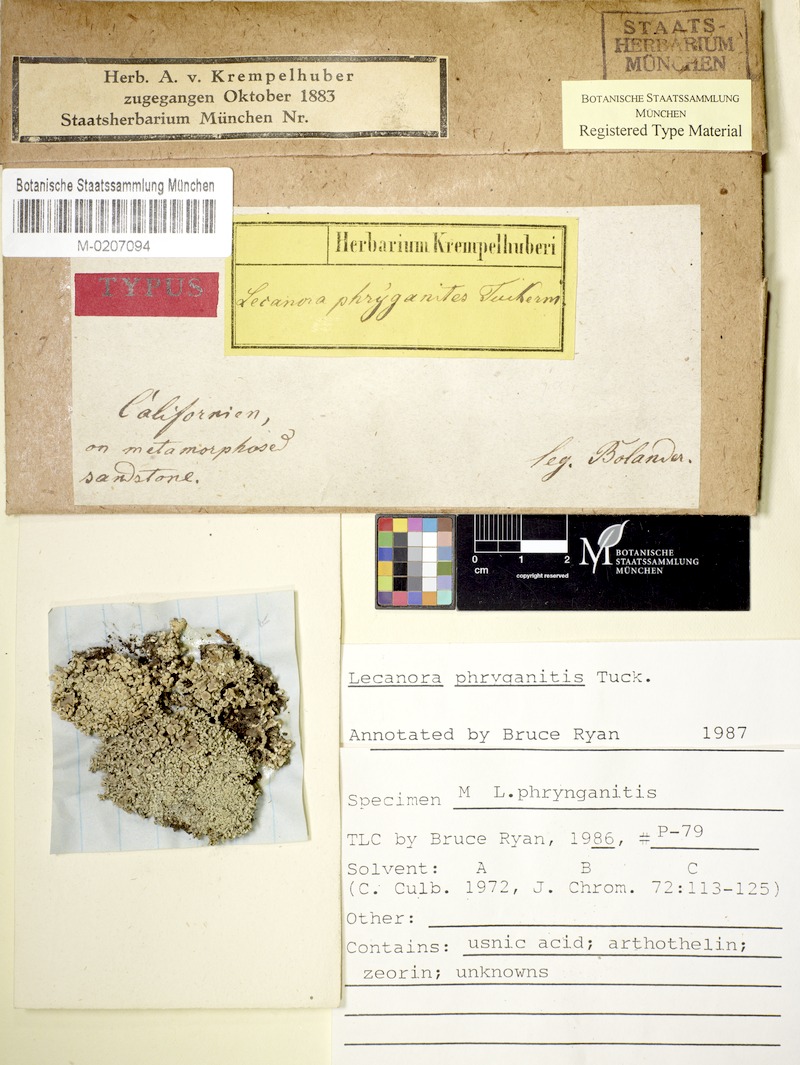 STAATS-
HERBARIUM
MÜNCHEN
Herb. A. v. Krempelhuber
zugegangen Oktober 1883
Staatsherbarium München Nr.
BOTANISCHE STAATSSAMMLUNG
MÜNCHEN
Registered Type Material
Botanische Staatssammlung München
M-0207094
TYPUS
Herbarium Krempelhuberi
Lecanora phryganites Tuckerm.
Californien,
on metamorphosed
sandstone.
leg. Bolander.
0 1 2
cm
copyright reserved
M BOTANISCHE
STAATSSAMMLUNG
MÜNCHEN
Lecanora phryganitis Tuck.
Annotated by Bruce Ryan 1987
Specimen M L.phrynganitis
TLC by Bruce Ryan, 1986, # P-79
Solvent: A B C
(C. Culb. 1972, J. Chrom. 72:113-125)
Other:
Contains: usnic acid; arthothelin;
zeorin; unknowns